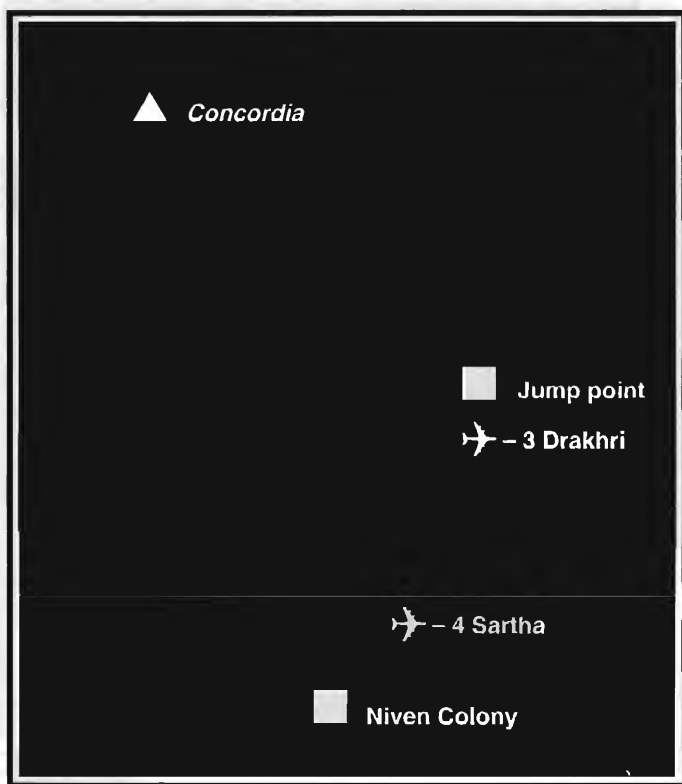 Concordia
Jump point
– 3 Drakhri
– 4 Sartha
Niven Colony